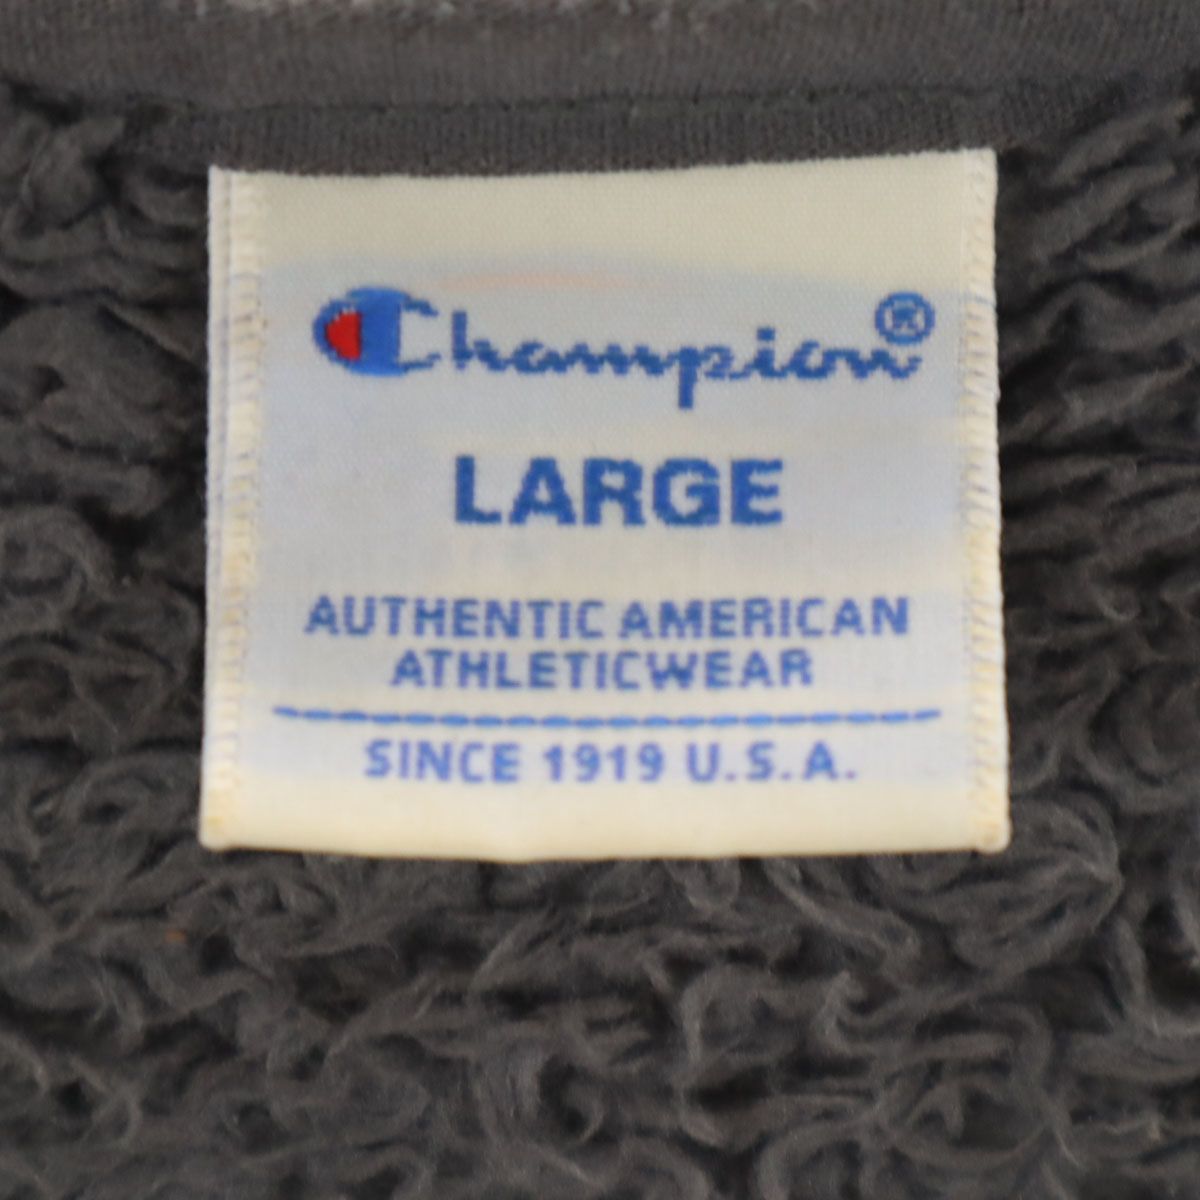 Champion®
LARGE
AUTHENTIC AMERICAN
ATHLETICWEAR
SINCE 1919 U.S.A.